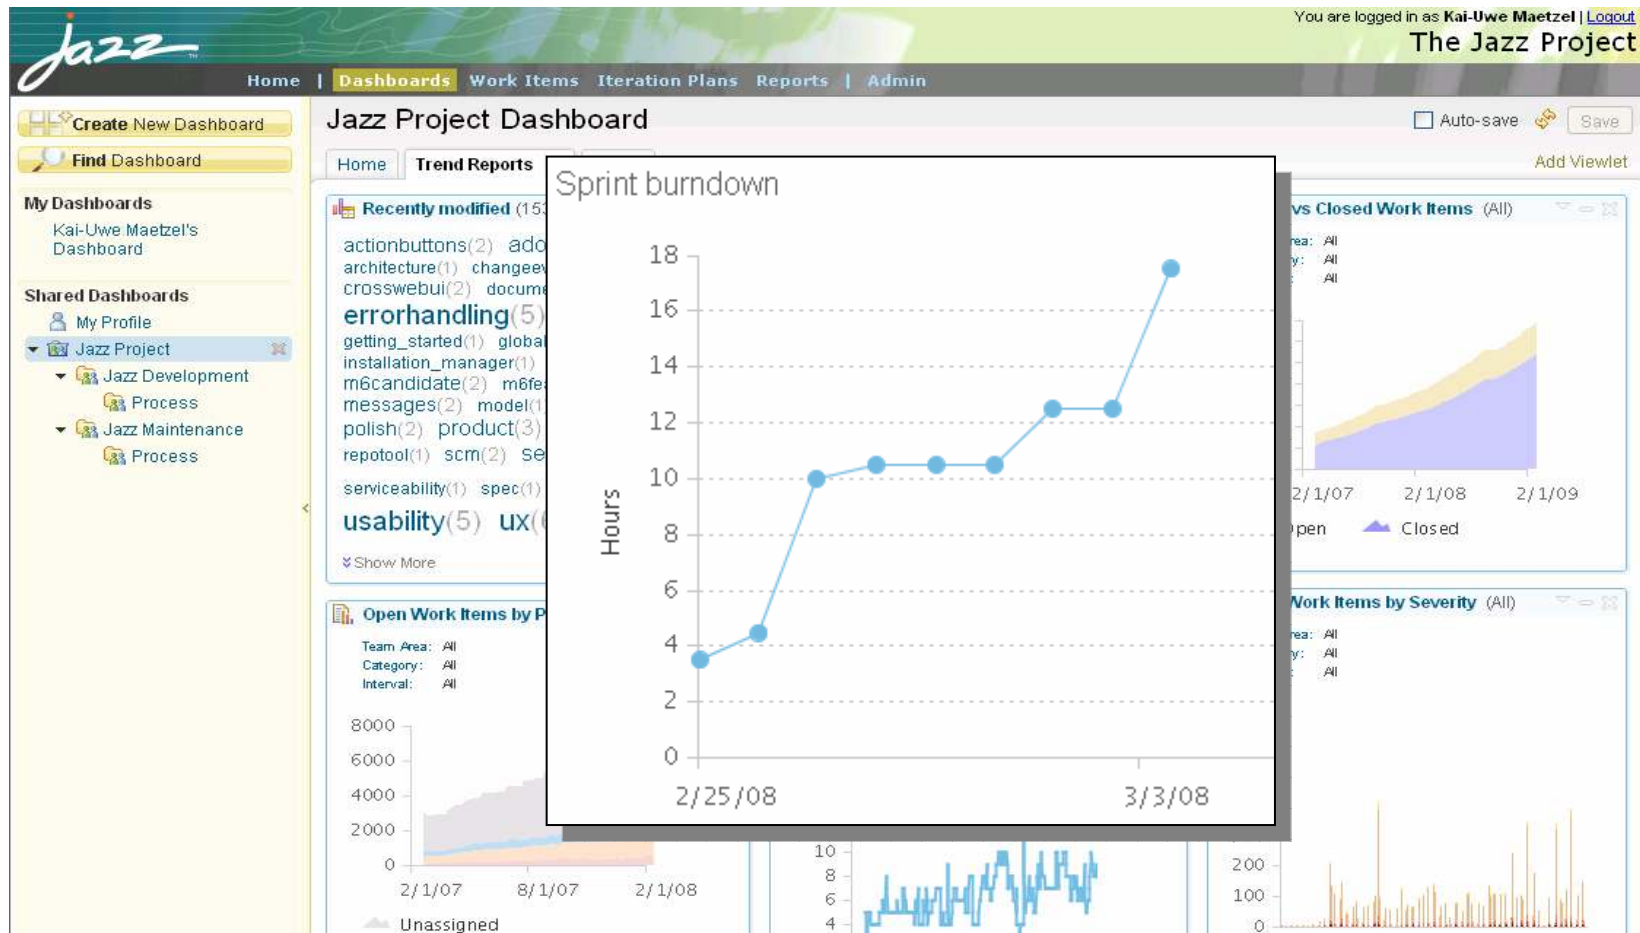 You are logged in as Kai-Uwe Maetzel | Logout
Jazz
The Jazz Project
Home | Dashboards Work Items Iteration Plans Reports | Admin
Create New Dashboard
Find Dashboard
My Dashboards
Kai-Uwe Maetzel's
Dashboard
Shared Dashboards
My Profile
Jazz Project
Jazz Development
Process
Jazz Maintenance
Process
Jazz Project Dashboard
Auto-save Save
Home Trend Reports
Add Viewlet
Recently modified
actionbuttons(2)
architecture(1)
crosswebui(2)
errorhandling(5)
getting_started(1) global
installation_manager(1)
m6candidate(2)
messages(2) model
polish(2) product(3)
repotool(1) scm(2)
serviceability(1) spec(1)
usability(5) ux
Show More
Sprint burndown
18
16
14
12
10
8
6
4
2
0
Hours
2/25/08 3/3/08
vs Closed Work Items (All)
All
All
All
2/1/07 2/1/08 2/1/09
Closed
Open Work Items by
Team Area: All
Category: All
Interval: All
8000
6000
4000
2000
0
2/1/07 8/1/07 2/1/08
Unassigned
10
8
6
4
Work Items by Severity (All)
All
All
All
200
100
0